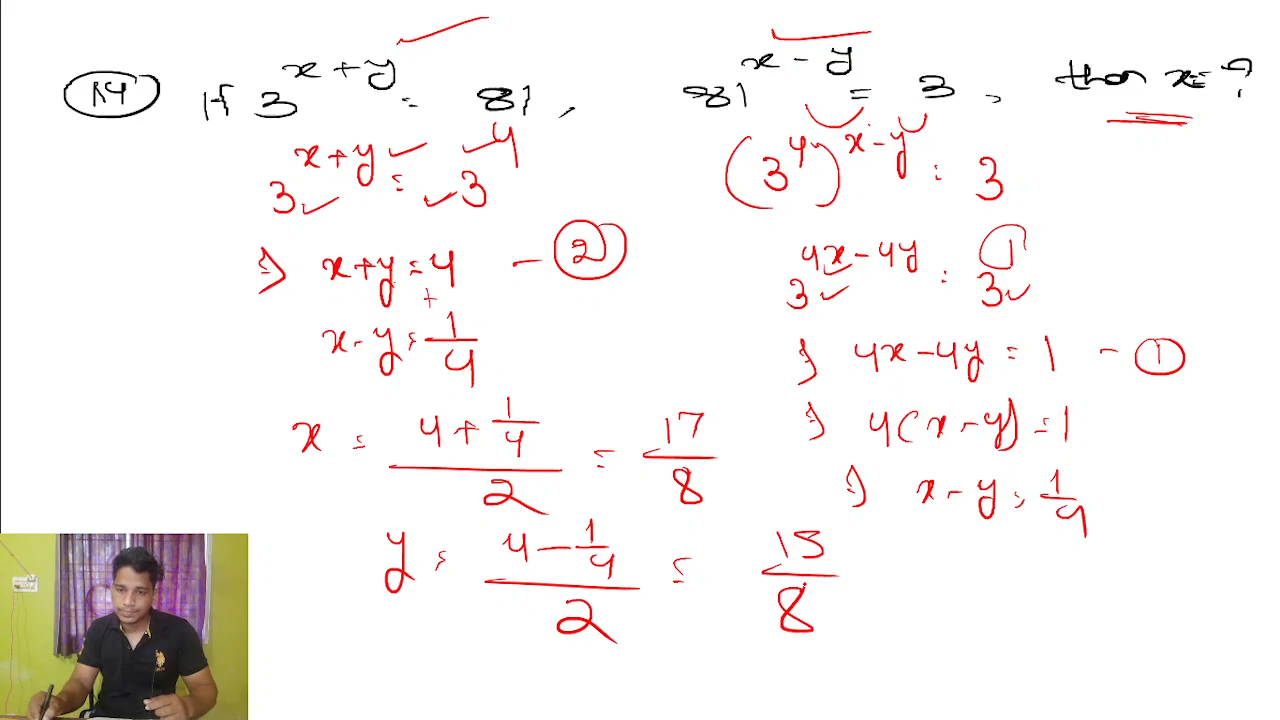 14 If 3^(x+y) = 81, 81^(x-y) = 3, then x = ?
3^(x+y) = 3^4
(3^4)^(x-y) = 3
⇒ x+y = 4 — ②
3^(4x-4y) = 3^1
+
x-y = 1/4
⇒ 4x-4y = 1 — ①
x = (4 + 1/4)/2 = 17/8
⇒ 4(x-y) = 1
⇒ x-y = 1/4
y = (4 - 1/4)/2 = 15/8